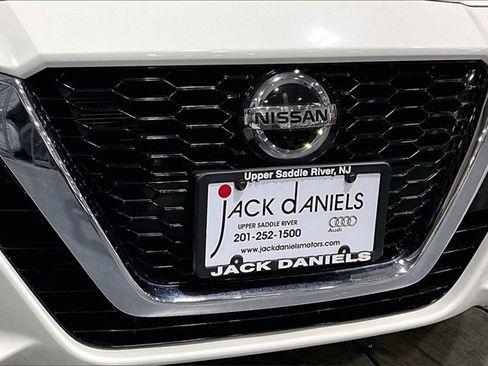 NISSAN
Upper Saddle River, NJ
JACK dANIELS
UPPER SADDLE RIVER
201-252-1500
Audi
www.jackdanielsmotors.com
JACK DANIELS